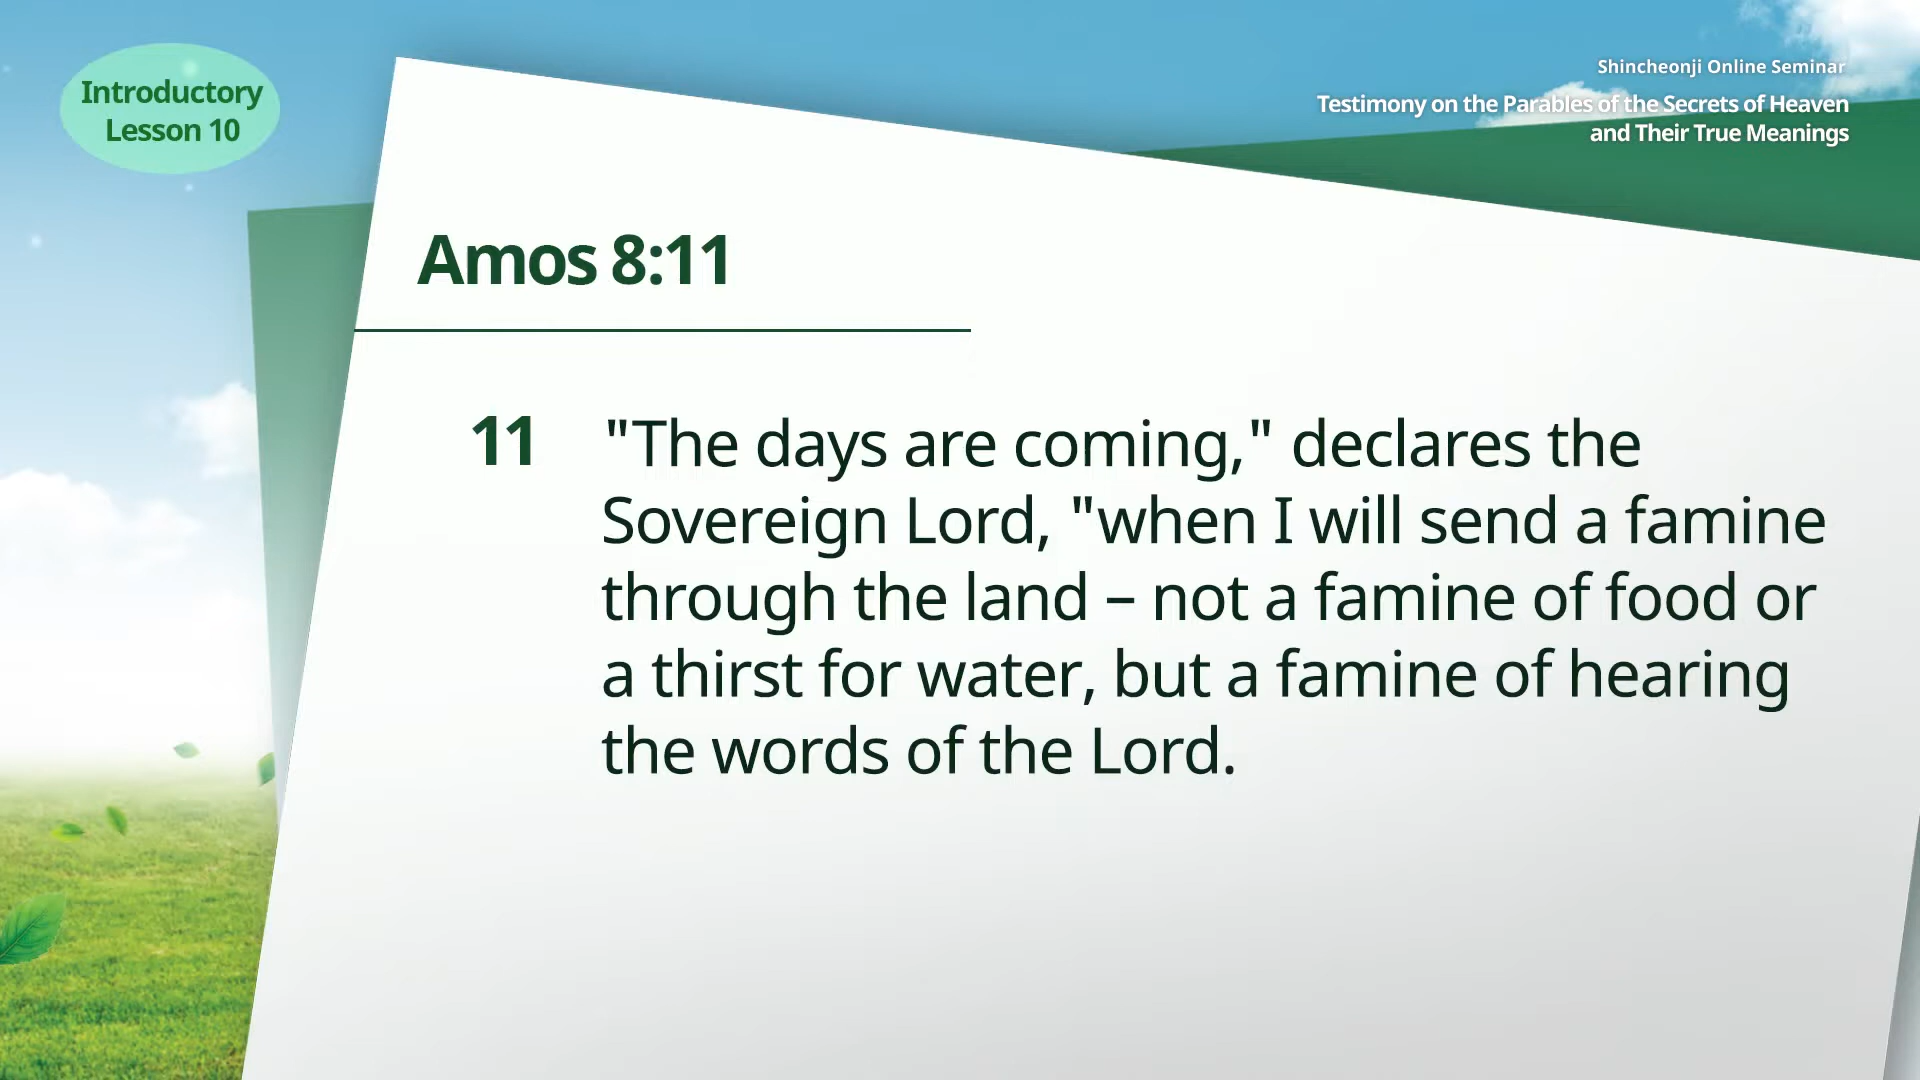 Introductory
Lesson 10
Shincheonji Online Seminar
Testimony on the Parables of the Secrets of Heaven
and Their True Meanings
Amos 8:11
11 "The days are coming," declares the
Sovereign Lord, "when I will send a famine
through the land – not a famine of food or
a thirst for water, but a famine of hearing
the words of the Lord.